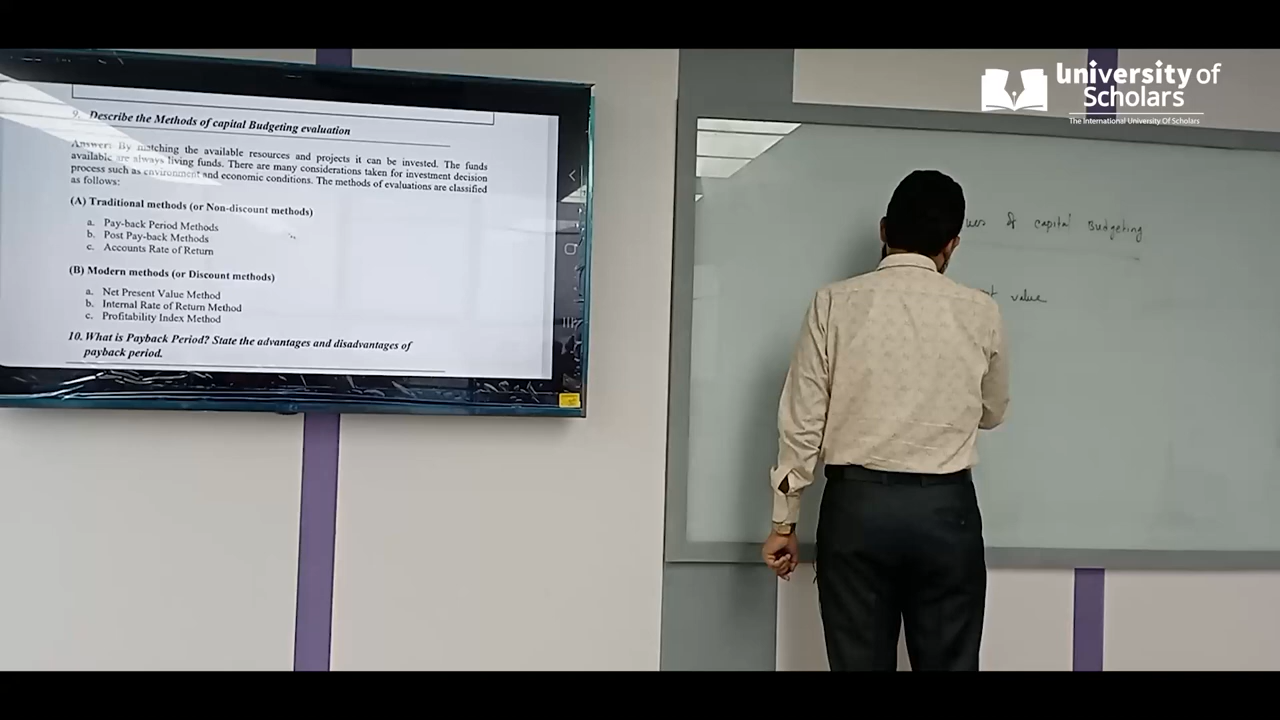 9. Describe the Methods of capital Budgeting evaluation
Answer: By matching the available resources and projects it can be invested. The funds
available are always living funds. There are many considerations taken for investment decision
process such as environment and economic conditions. The methods of evaluations are classified
as follows:
(A) Traditional methods (or Non-discount methods)
a. Pay-back Period Methods
b. Post Pay-back Methods
c. Accounts Rate of Return
(B) Modern methods (or Discount methods)
a. Net Present Value Method
b. Internal Rate of Return Method
c. Profitability Index Method
10. What is Payback Period? State the advantages and disadvantages of
payback period.
University of
Scholars
The International University Of Scholars
ues of capital Budgeting
value